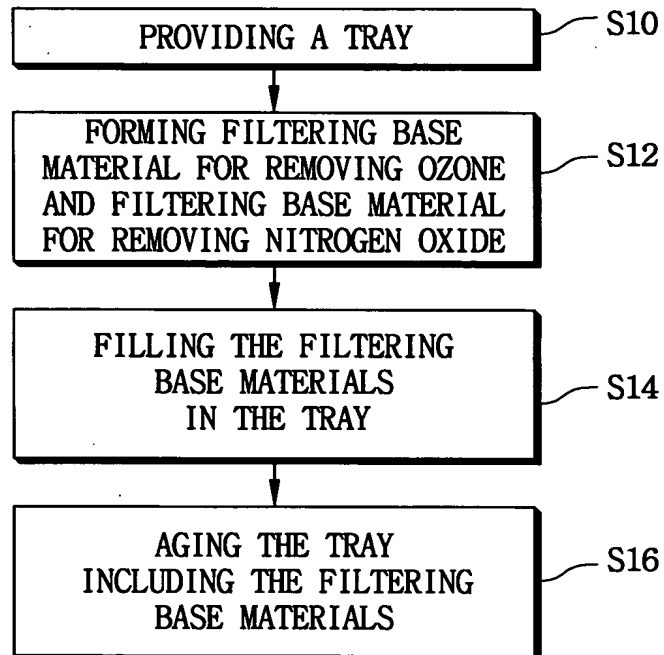 PROVIDING A TRAY
S10
FORMING FILTERING BASE
MATERIAL FOR REMOVING OZONE
AND FILTERING BASE MATERIAL
FOR REMOVING NITROGEN OXIDE
S12
FILLING THE FILTERING
BASE MATERIALS
IN THE TRAY
S14
AGING THE TRAY
INCLUDING THE FILTERING
BASE MATERIALS
S16